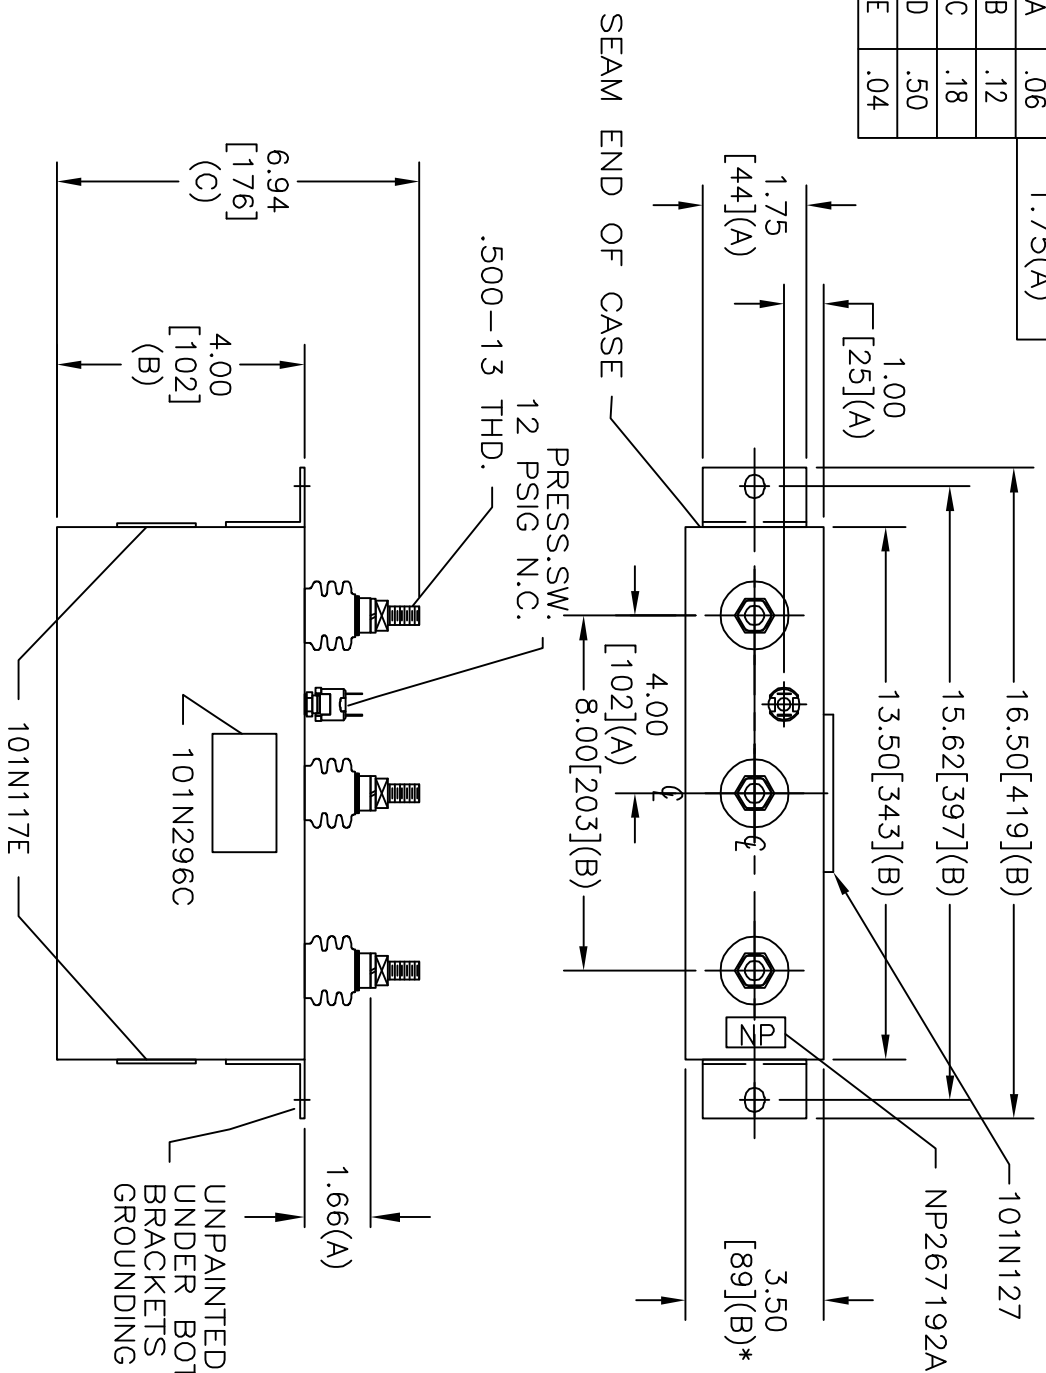 A .06
B .12
C .18
D .50
E .04
1.75(A)
SEAM END OF CASE
1.75
[44](A)
1.00
[25](A)
16.50[419](B)
15.62[397](B)
13.50[343](B)
4.00
[102](A)
8.00[203](B)
NP
101N127
NP267192A
3.50
[89](B)*
6.94
[176]
(C)
4.00
[102]
(B)
.500-13 THD.
PRESS.SW.
12 PSIG N.C.
101N296C
101N117E
1.66(A)
UNPAINTED
UNDER BOT
BRACKETS
GROUNDING